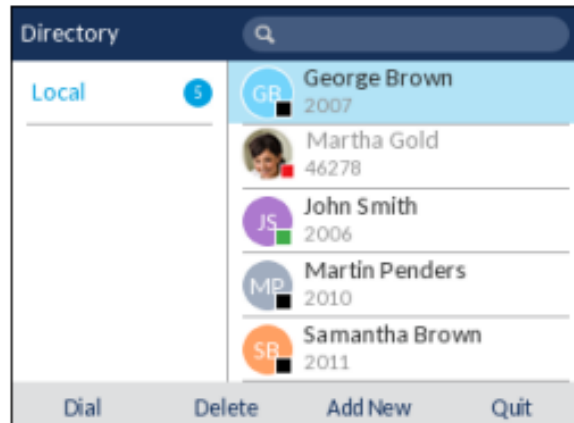 Directory
Local 5
GB George Brown
2007
Martha Gold
46278
JS John Smith
2006
MP Martin Penders
2010
SB Samantha Brown
2011
Dial Delete Add New Quit